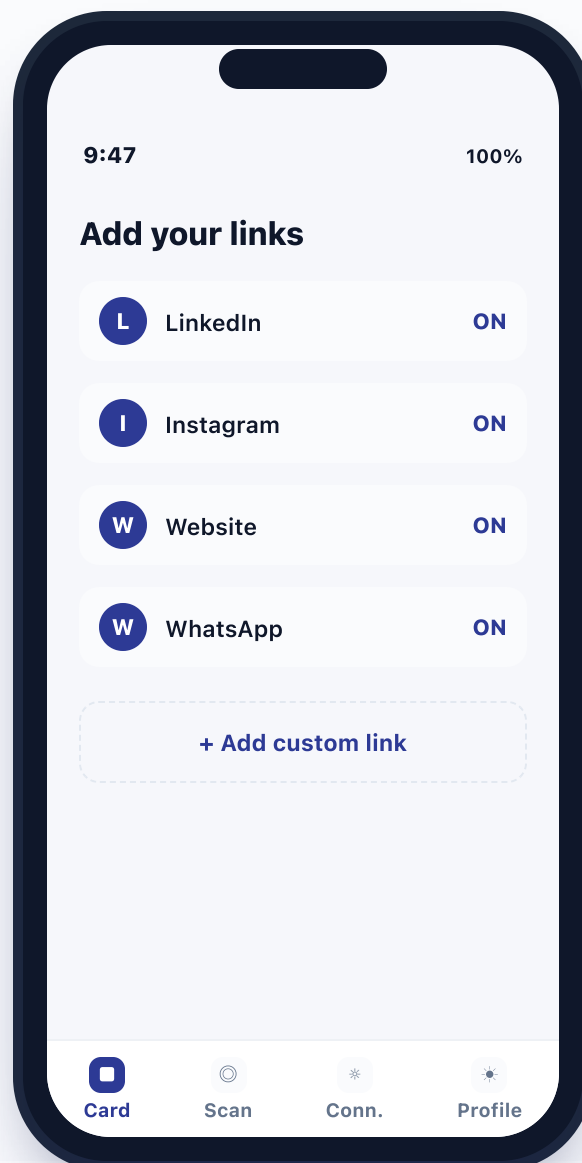 9:47 100%
Add your links
L LinkedIn ON
I Instagram ON
W Website ON
W WhatsApp ON
+ Add custom link
Card Scan Conn. Profile